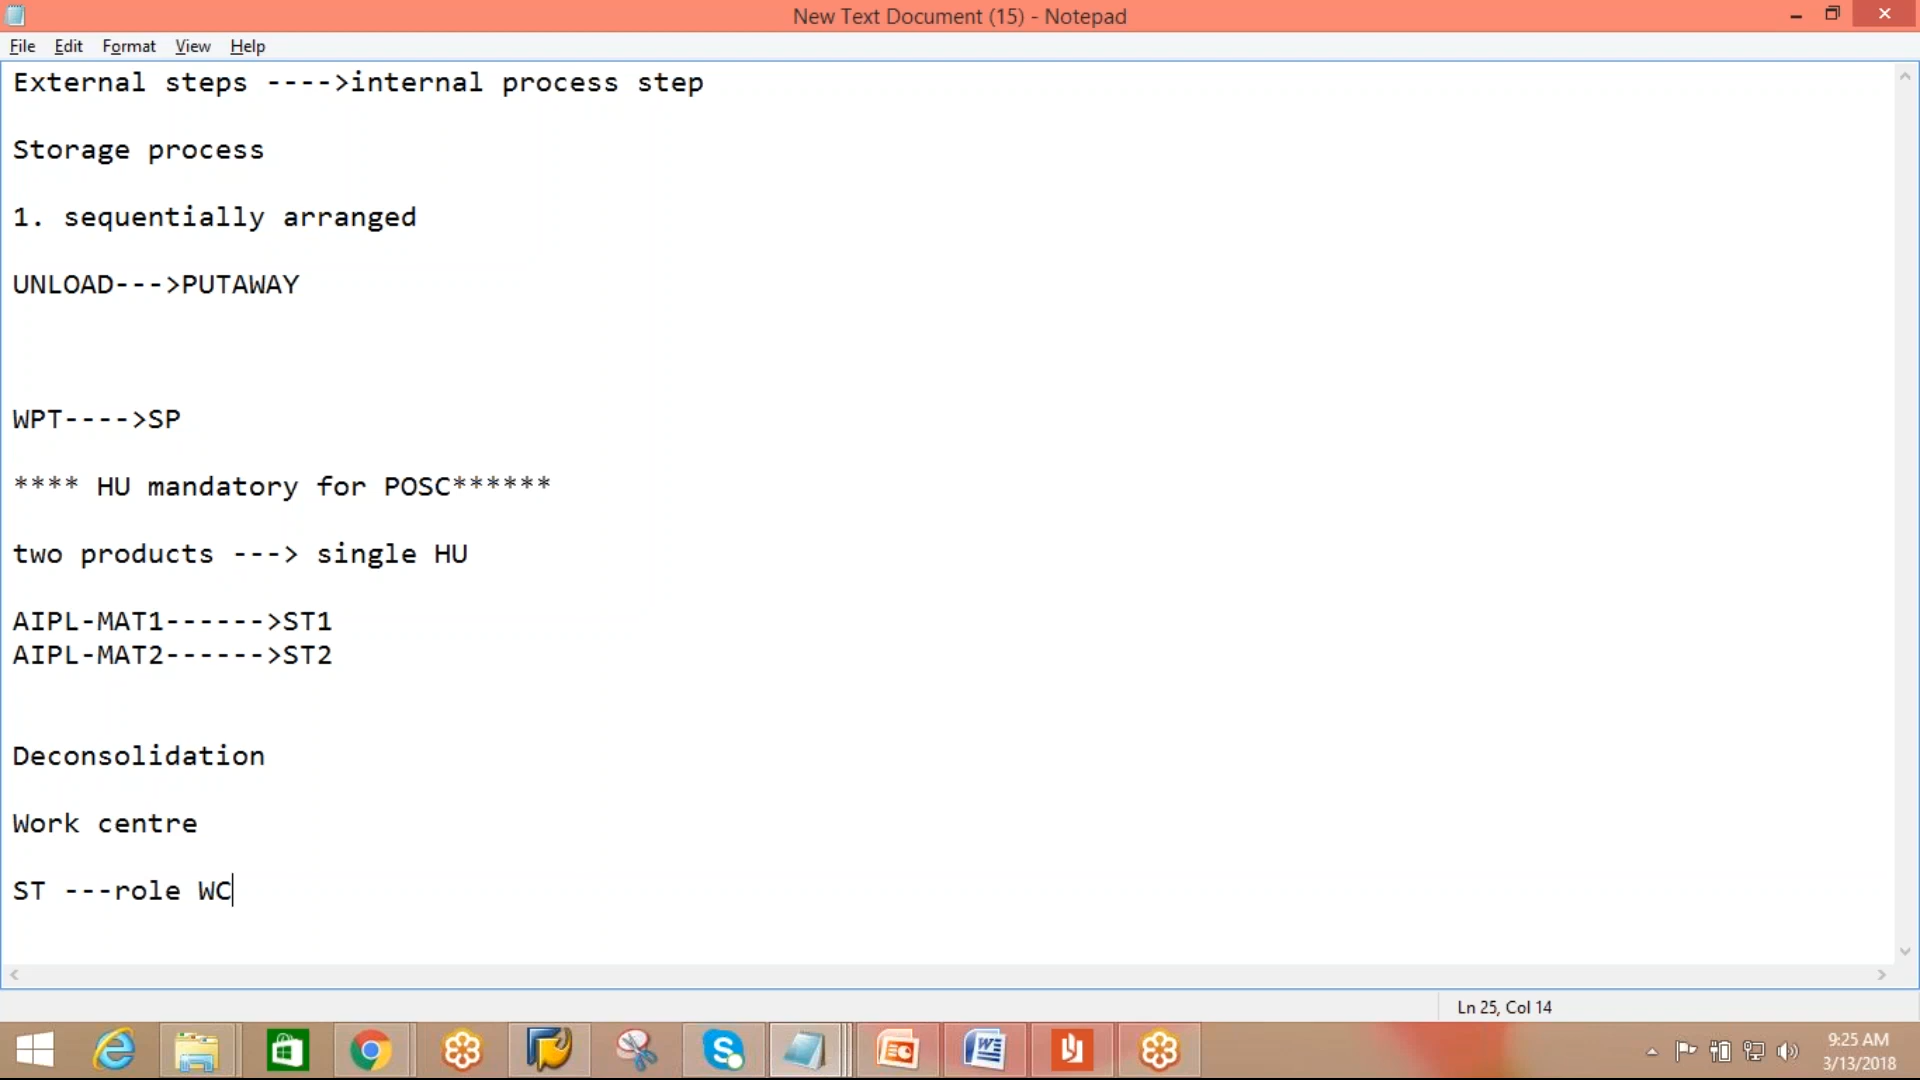 New Text Document (15) - Notepad
File Edit Format View Help
External steps ---->internal process step
Storage process
1. sequentially arranged
UNLOAD--->PUTAWAY
WPT---->SP
**** HU mandatory for POSC******
two products ---> single HU
AIPL-MAT1------>ST1
AIPL-MAT2------>ST2
Deconsolidation
Work centre
ST ---role WC
Ln 25, Col 14
9:25 AM
3/13/2018